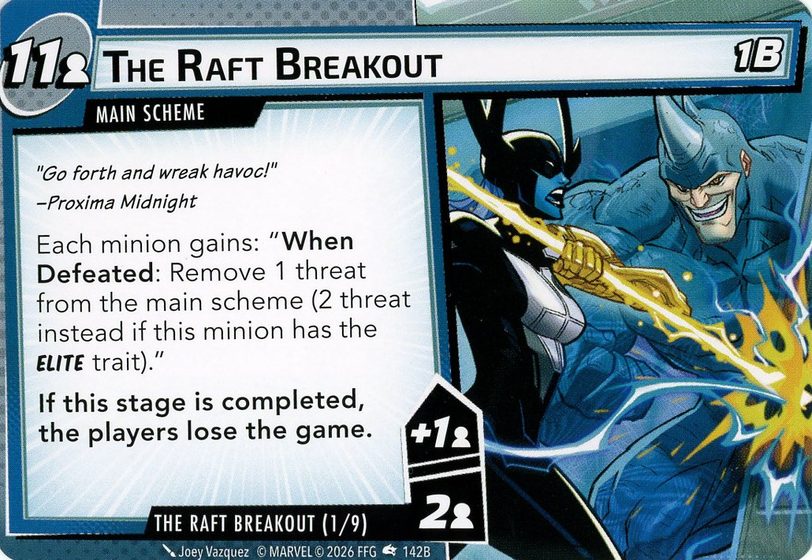 11
THE RAFT BREAKOUT
1B
MAIN SCHEME
"Go forth and wreak havoc!"
–Proxima Midnight
Each minion gains: “When
Defeated: Remove 1 threat
from the main scheme (2 threat
instead if this minion has the
ELITE trait).”
If this stage is completed,
the players lose the game.
+1
2
THE RAFT BREAKOUT (1/9)
Joey Vazquez © MARVEL © 2026 FFG 142B